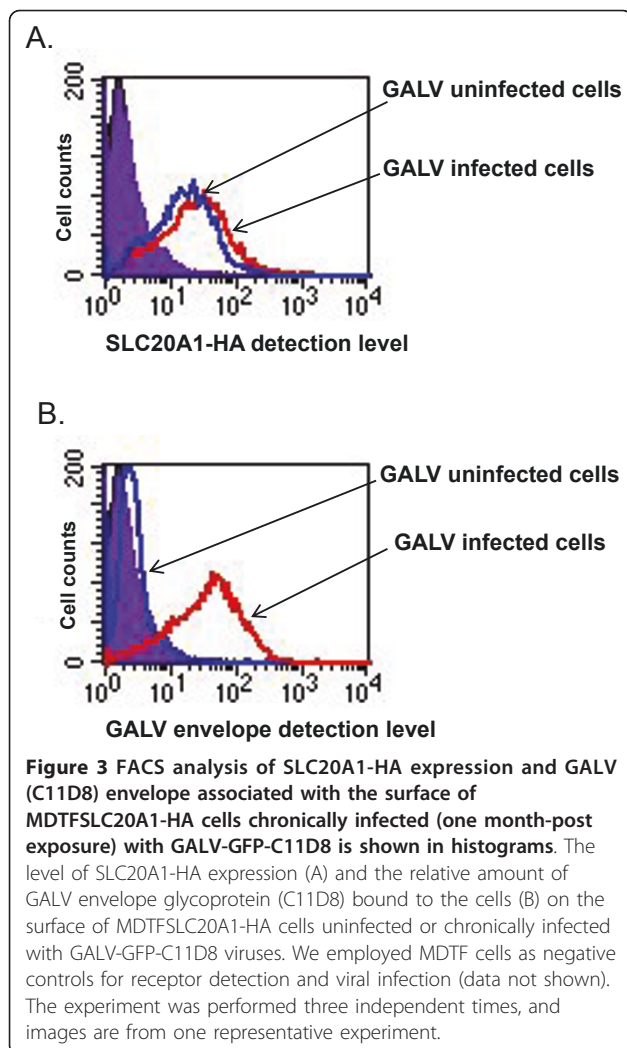 A.
200
GALV uninfected cells
GALV infected cells
Cell counts
0
10⁰ 10¹ 10² 10³ 10⁴
SLC20A1-HA detection level
B.
200
GALV uninfected cells
GALV infected cells
Cell counts
0
10⁰ 10¹ 10² 10³ 10⁴
GALV envelope detection level
Figure 3 FACS analysis of SLC20A1-HA expression and GALV
(C11D8) envelope associated with the surface of
MDTFSLC20A1-HA cells chronically infected (one month-post
exposure) with GALV-GFP-C11D8 is shown in histograms. The
level of SLC20A1-HA expression (A) and the relative amount of
GALV envelope glycoprotein (C11D8) bound to the cells (B) on the
surface of MDTFSLC20A1-HA cells uninfected or chronically infected
with GALV-GFP-C11D8 viruses. We employed MDTF cells as negative
controls for receptor detection and viral infection (data not shown).
The experiment was performed three independent times, and
images are from one representative experiment.